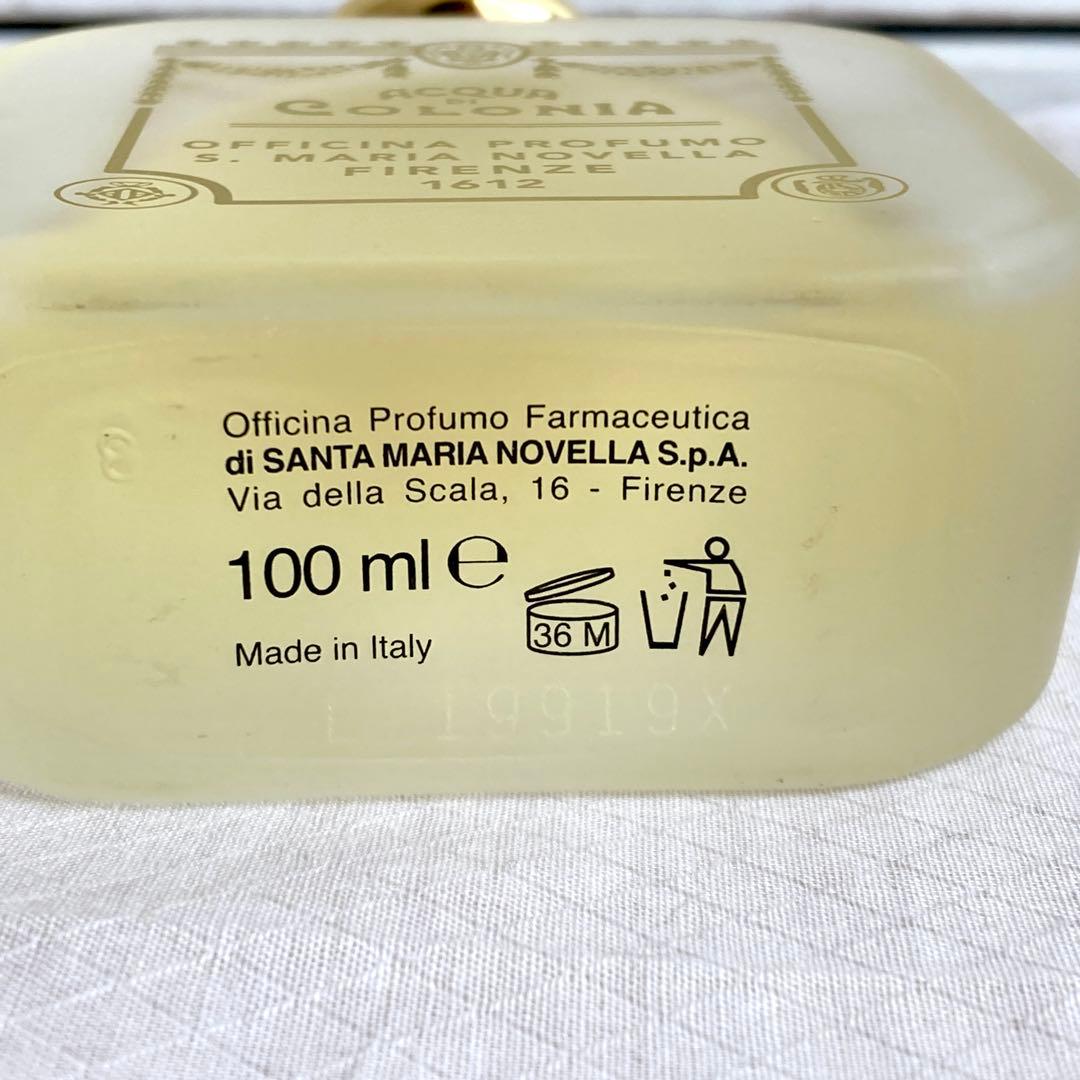 ACQUA
DI
COLONIA
OFFICINA PROFUMO
S. MARIA NOVELLA
FIRENZE
1612
Officina Profumo Farmaceutica
di SANTA MARIA NOVELLA S.p.A.
Via della Scala, 16 - Firenze
100 ml ℮
36 M
Made in Italy
L 19919X